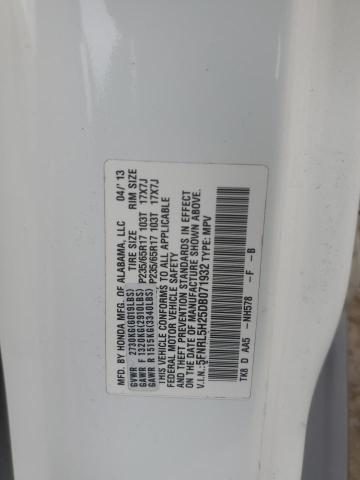 MFD. BY HONDA MFG. OF ALABAMA, LLC 04/'13
TIRE SIZE RIM SIZE
GVWR 2730KG(6019LBS)
GAWR F 1320KG(2910LBS) P235/65R17 103T 17X7J
GAWR R 1515KG(3340LBS) P235/65R17 103T 17X7J
THIS VEHICLE CONFORMS TO ALL APPLICABLE
FEDERAL MOTOR VEHICLE SAFETY
AND THEFT PREVENTION STANDARDS IN EFFECT
ON THE DATE OF MANUFACTURE SHOWN ABOVE.
V.I.N.:5FNRL5H25DB071932 TYPE: MPV
TK8 D AA5 -NH578 -F -B